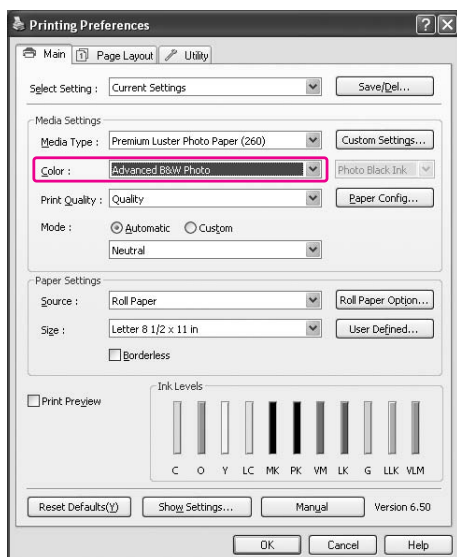 Printing Preferences
Main Page Layout Utility
Select Setting : Current Settings Save/Del...
Media Settings
Media Type : Premium Luster Photo Paper (260) Custom Settings...
Color : Advanced B&W Photo Photo Black Ink
Print Quality : Quality Paper Config...
Mode : Automatic Custom
Neutral
Paper Settings
Source : Roll Paper Roll Paper Option...
Size : Letter 8 1/2 x 11 in User Defined...
Borderless
Print Preview
Ink Levels
C O Y LC MK PK VM LK G LLK VLM
Reset Defaults(Y) Show Settings... Manual Version 6.50
OK Cancel Help